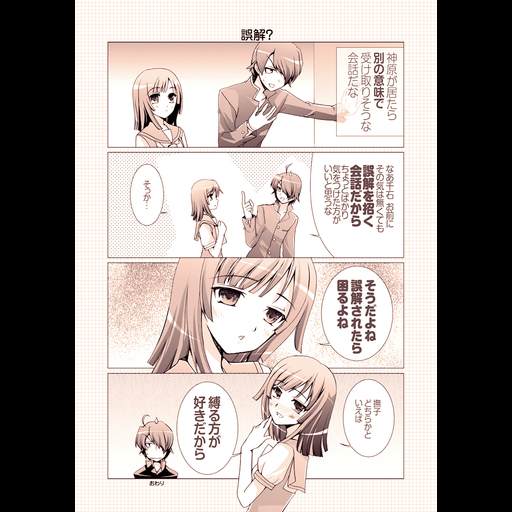 誤解?
神原が居たら
別の意味で
受け取りそうな
会話だな
なあ千石 お前に
その気は無くても
誤解を招く
会話だから
ちょっとばかり
気をつけた方が
いいと思うな
そうか…
そうだよね
誤解されたら
困るよね
撫子
どちらかと
いえば
縛る方が
好きだから
おわり